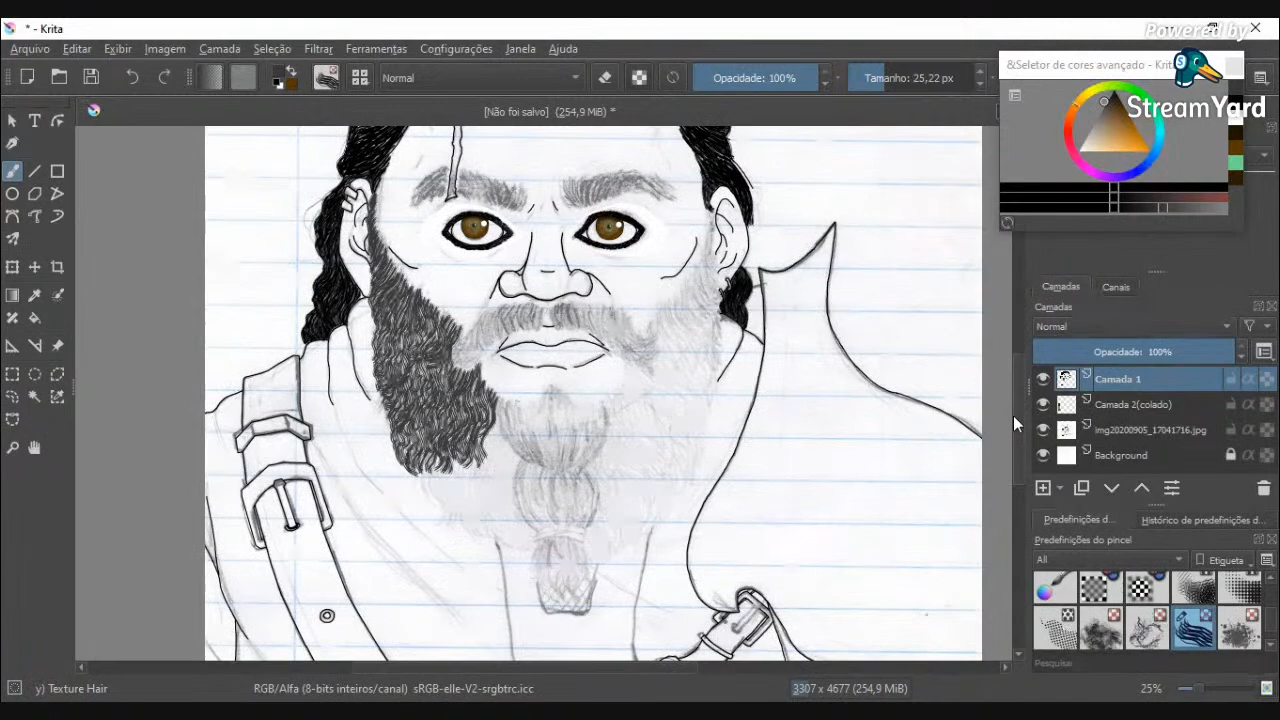 * - Krita
Powered by
Arquivo Editar Exibir Imagem Camada Seleção Filtrar Ferramentas Configurações Janela Ajuda
&Seletor de cores avançado - Krita
Normal Opacidade: 100% Tamanho: 25,22 px
StreamYard
[Não foi salvo] (254,9 MiB) *
Camadas Canais
Camadas
Normal
Opacidade: 100%
Camada 1
Camada 2(colado)
img20200905_17041716.jpg
Background
Predefinições d... Histórico de predefinições d...
Predefinições do pincel
All Etiqueta
Pesquisa
y) Texture Hair RGB/Alfa (8-bits inteiros/canal) sRGB-elle-V2-srgbtrc.icc 3307 x 4677 (254,9 MiB) 25%